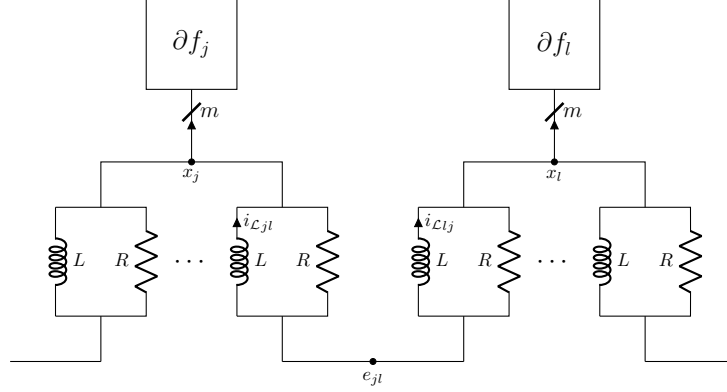 ∂f_j ∂f_l
m m
x_j x_l
i_{ℒjl} i_{ℒlj}
L R ... L R L R ... L R
e_{jl}